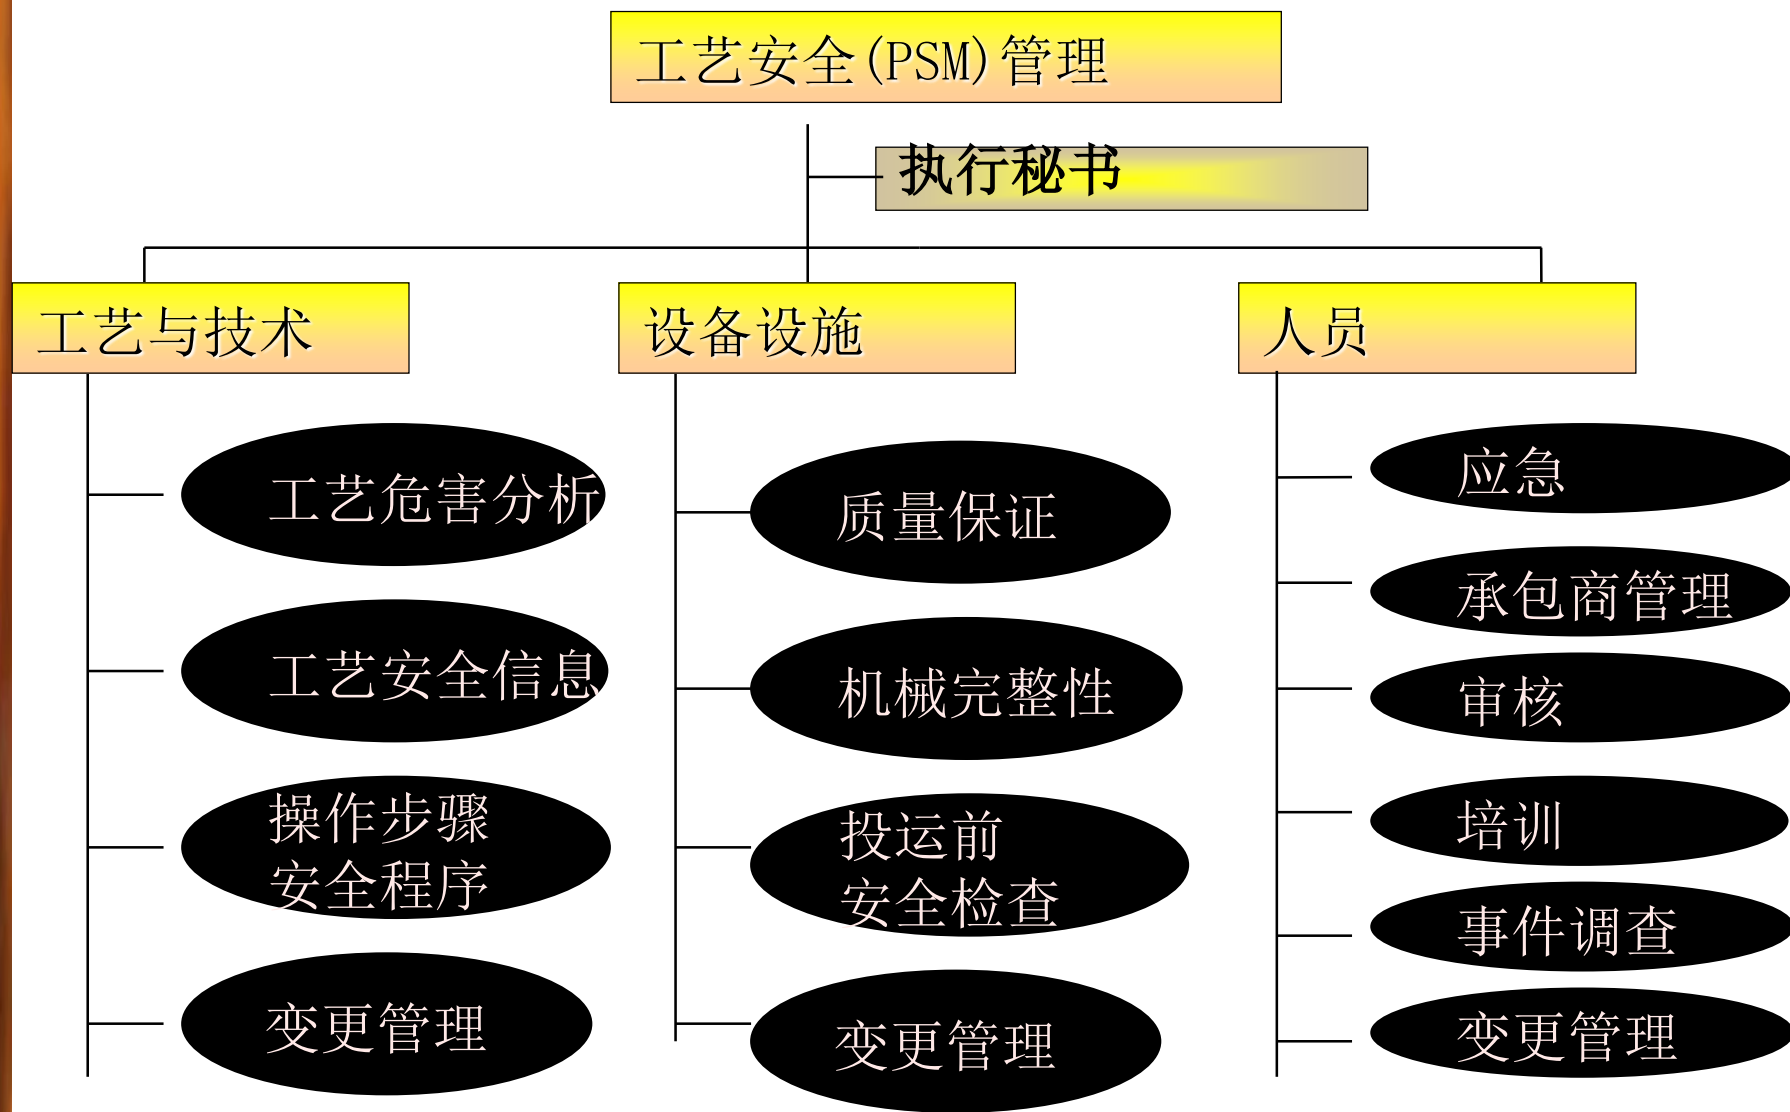 工艺安全(PSM)管理
执行秘书
工艺与技术
设备设施
人员
工艺危害分析
工艺安全信息
操作步骤
安全程序
变更管理
质量保证
机械完整性
投运前
安全检查
变更管理
应急
承包商管理
审核
培训
事件调查
变更管理